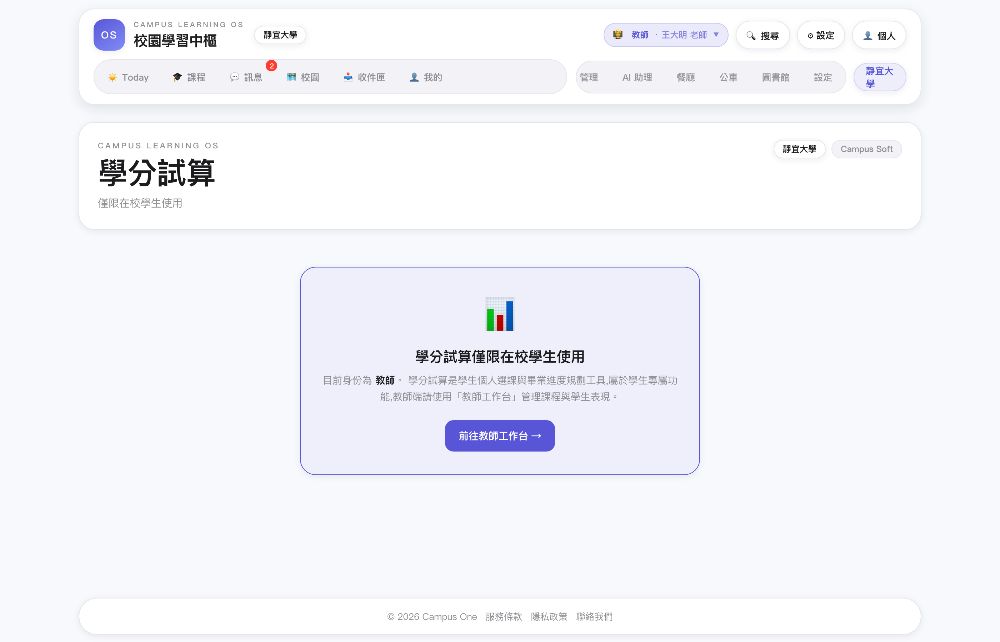 OS
CAMPUS LEARNING OS
校園學習中樞
靜宜大學
教師 · 王大明 老師 ▼
搜尋
設定
個人
Today
課程
訊息
2
校園
收件匣
我的
管理
AI 助理
餐廳
公車
圖書館
設定
靜宜大
學
CAMPUS LEARNING OS
學分試算
僅限在校學生使用
靜宜大學
Campus Soft
學分試算僅限在校學生使用
目前身份為 教師。 學分試算是學生個人選課與畢業進度規劃工具,屬於學生專屬功
能,教師端請使用「教師工作台」管理課程與學生表現。
前往教師工作台 →
© 2026 Campus One 服務條款 隱私政策 聯絡我們